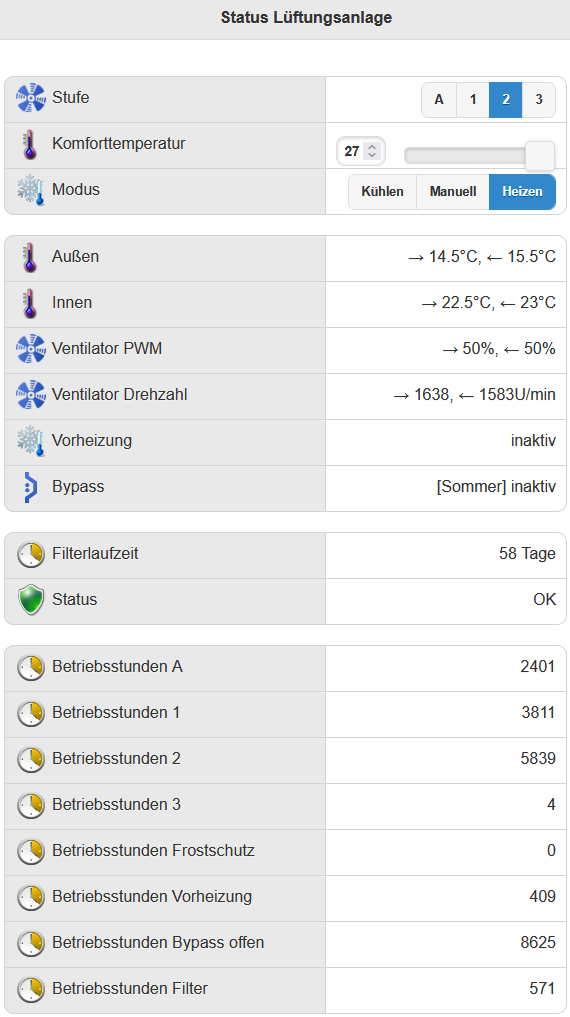 Status Lüftungsanlage
Stufe A 1 2 3
Komforttemperatur 27
Modus Kühlen Manuell Heizen
Außen → 14.5°C, ← 15.5°C
Innen → 22.5°C, ← 23°C
Ventilator PWM → 50%, ← 50%
Ventilator Drehzahl → 1638, ← 1583U/min
Vorheizung inaktiv
Bypass [Sommer] inaktiv
Filterlaufzeit 58 Tage
Status OK
Betriebsstunden A 2401
Betriebsstunden 1 3811
Betriebsstunden 2 5839
Betriebsstunden 3 4
Betriebsstunden Frostschutz 0
Betriebsstunden Vorheizung 409
Betriebsstunden Bypass offen 8625
Betriebsstunden Filter 571